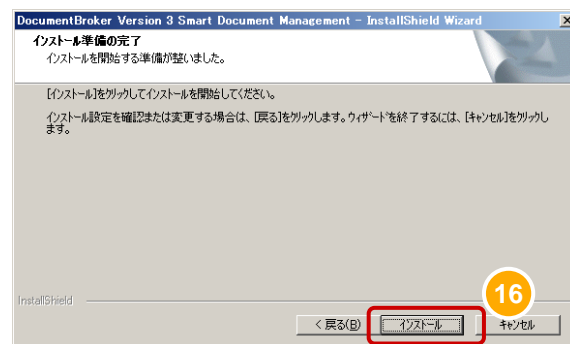 DocumentBroker Version 3 Smart Document Management - InstallShield Wizard
インストール準備の完了
インストールを開始する準備が整いました。
[インストール]をクリックしてインストールを開始してください。
インストール設定を確認または変更する場合は、[戻る]をクリックします。ウィザードを終了するには、[キャンセル]をクリックし
ます。
InstallShield
16
< 戻る(B)
インストール
キャンセル